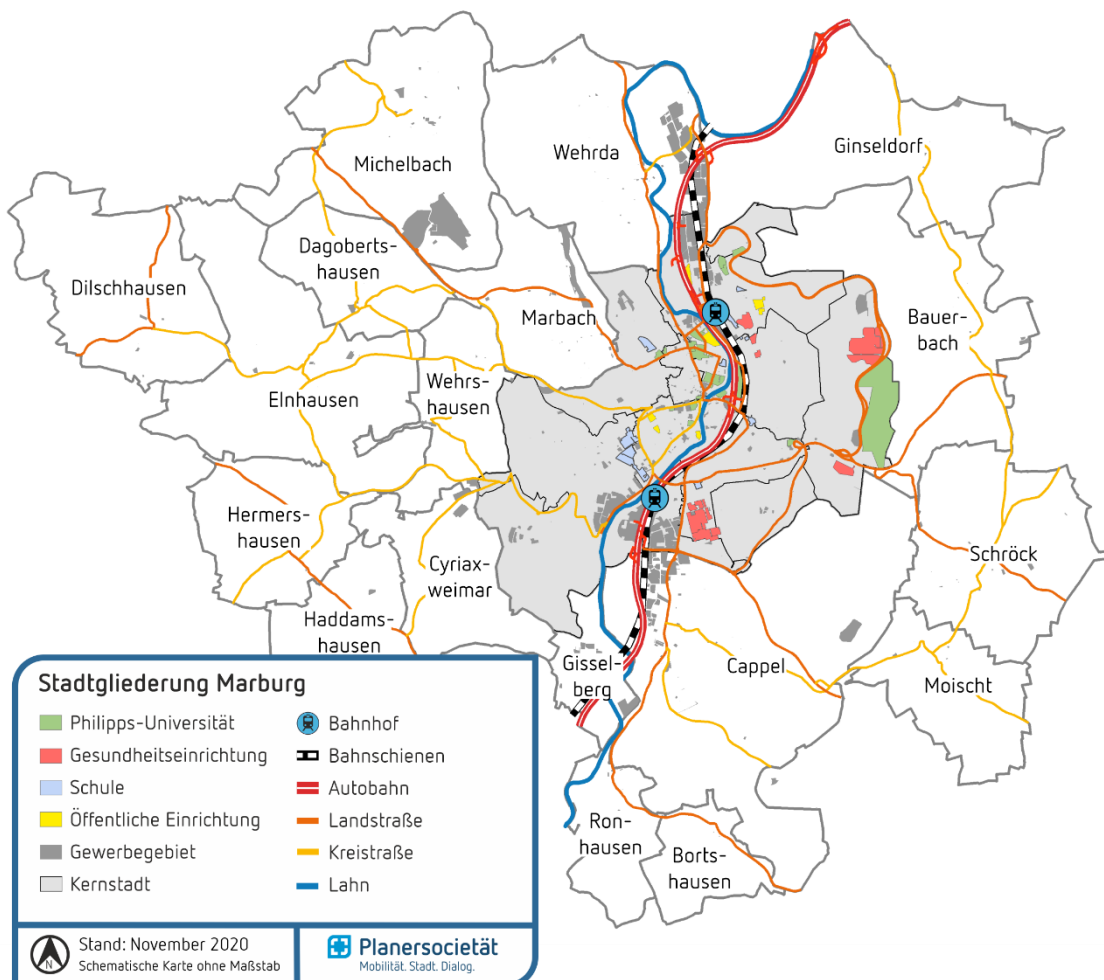 Wehrda
Ginseldorf
Michelbach
Dagoberts-
hausen
Dilschhausen
Marbach
Bauer-
bach
Wehrs-
hausen
Elnhausen
Hermers-
hausen
Cyriax-
weimar
Schröck
Haddams-
hausen
Gissel-
berg
Cappel
Moischt
Ron-
hausen
Borts-
hausen
Stadtgliederung Marburg
Philipps-Universität
Gesundheitseinrichtung
Schule
Öffentliche Einrichtung
Gewerbegebiet
Kernstadt
Bahnhof
Bahnschienen
Autobahn
Landstraße
Kreistraße
Lahn
N
Stand: November 2020
Schematische Karte ohne Maßstab
Planersocietät
Mobilität. Stadt. Dialog.